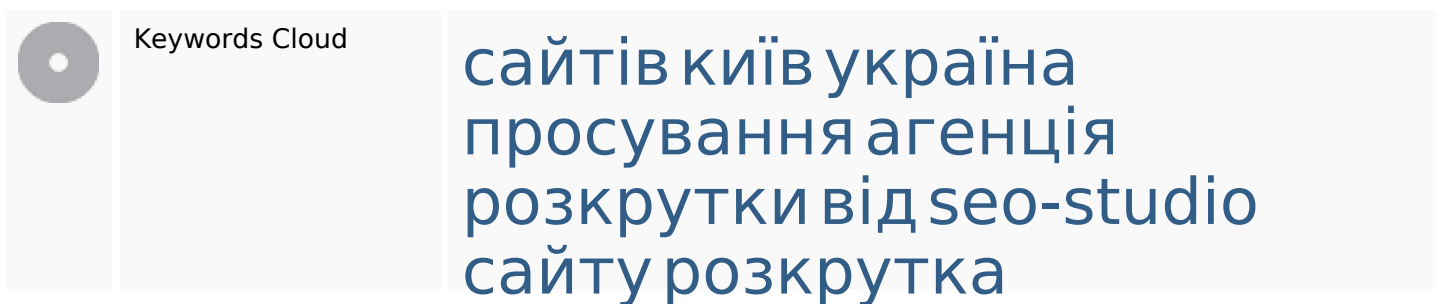 Keywords Cloud
сайтів київ україна
просування агенція
розкрутки від seo-studio
сайту розкрутка